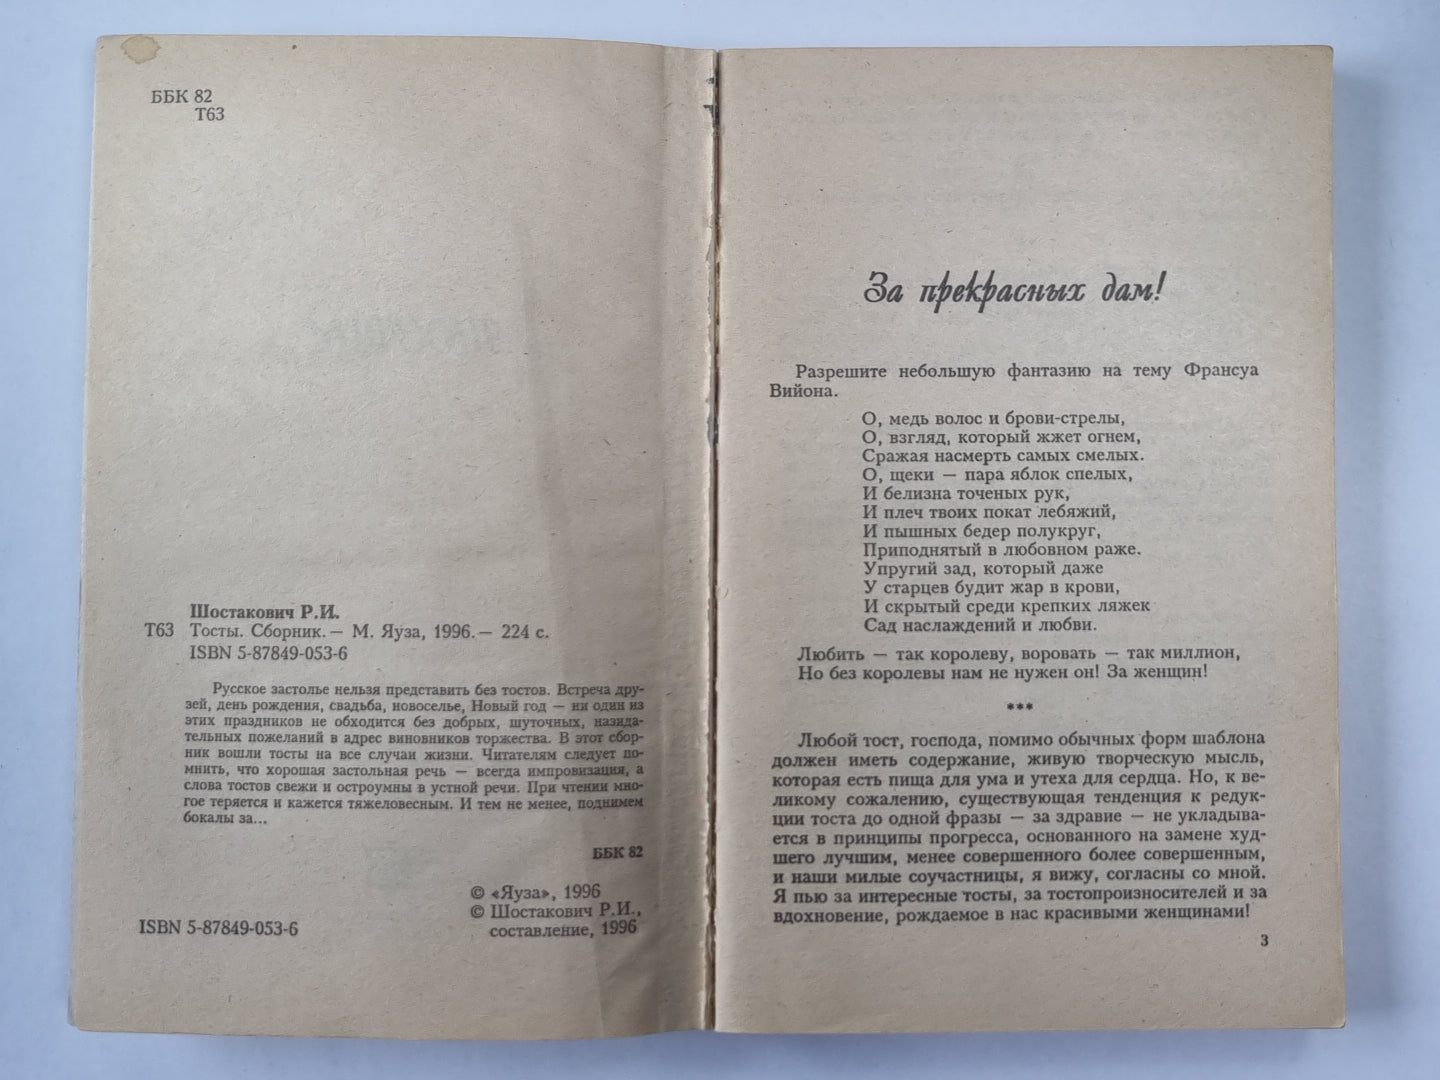 ББК 82
Т63
Шостакович Р.И.
Т63 Тосты. Сборник. — М. Яуза, 1996. — 224 с.
ISBN 5-87849-053-6
Русское застолье нельзя представить без тостов. Встреча дру-
зей, день рождения, свадьба, новоселье, Новый год — ни один из
этих праздников не обходится без добрых, шуточных, назида-
тельных пожеланий в адрес виновников торжества. В этот сбор-
ник вошли тосты на все случаи жизни. Читателям следует по-
мнить, что хорошая застольная речь — всегда импровизация, а
слова тостов свежи и остроумны в устной речи. При чтении мно-
гое теряется и кажется тяжеловесным. И тем не менее, поднимем
бокалы за...
ББК 82
© «Яуза», 1996
© Шостакович Р.И.,
составление, 1996
ISBN 5-87849-053-6
За прекрасных дам!
Разрешите небольшую фантазию на тему Франсуа
Вийона.
О, медь волос и брови-стрелы,
О, взгляд, который жжет огнем,
Сражая насмерть самых смелых.
О, щеки — пара яблок спелых,
И белизна точеных рук,
И плеч твоих покат лебяжий,
И пышных бедер полукруг,
Приподнятый в любовном раже.
Упругий зад, который даже
У старцев будит жар в крови,
И скрытый среди крепких ляжек
Сад наслаждений и любви.
Любить — так королеву, воровать — так миллион,
Но без королевы нам не нужен он! За женщин!
***
Любой тост, господа, помимо обычных форм шаблона
должен иметь содержание, живую творческую мысль,
которая есть пища для ума и утеха для сердца. Но, к ве-
ликому сожалению, существующая тенденция к редук-
ции тоста до одной фразы — за здравие — не укладыва-
ется в принципы прогресса, основанного на замене худ-
шего лучшим, менее совершенного более совершенным,
и наши милые соучастницы, я вижу, согласны со мной.
Я пью за интересные тосты, за тостопроизносителей и за
вдохновение, рождаемое в нас красивыми женщинами!
3